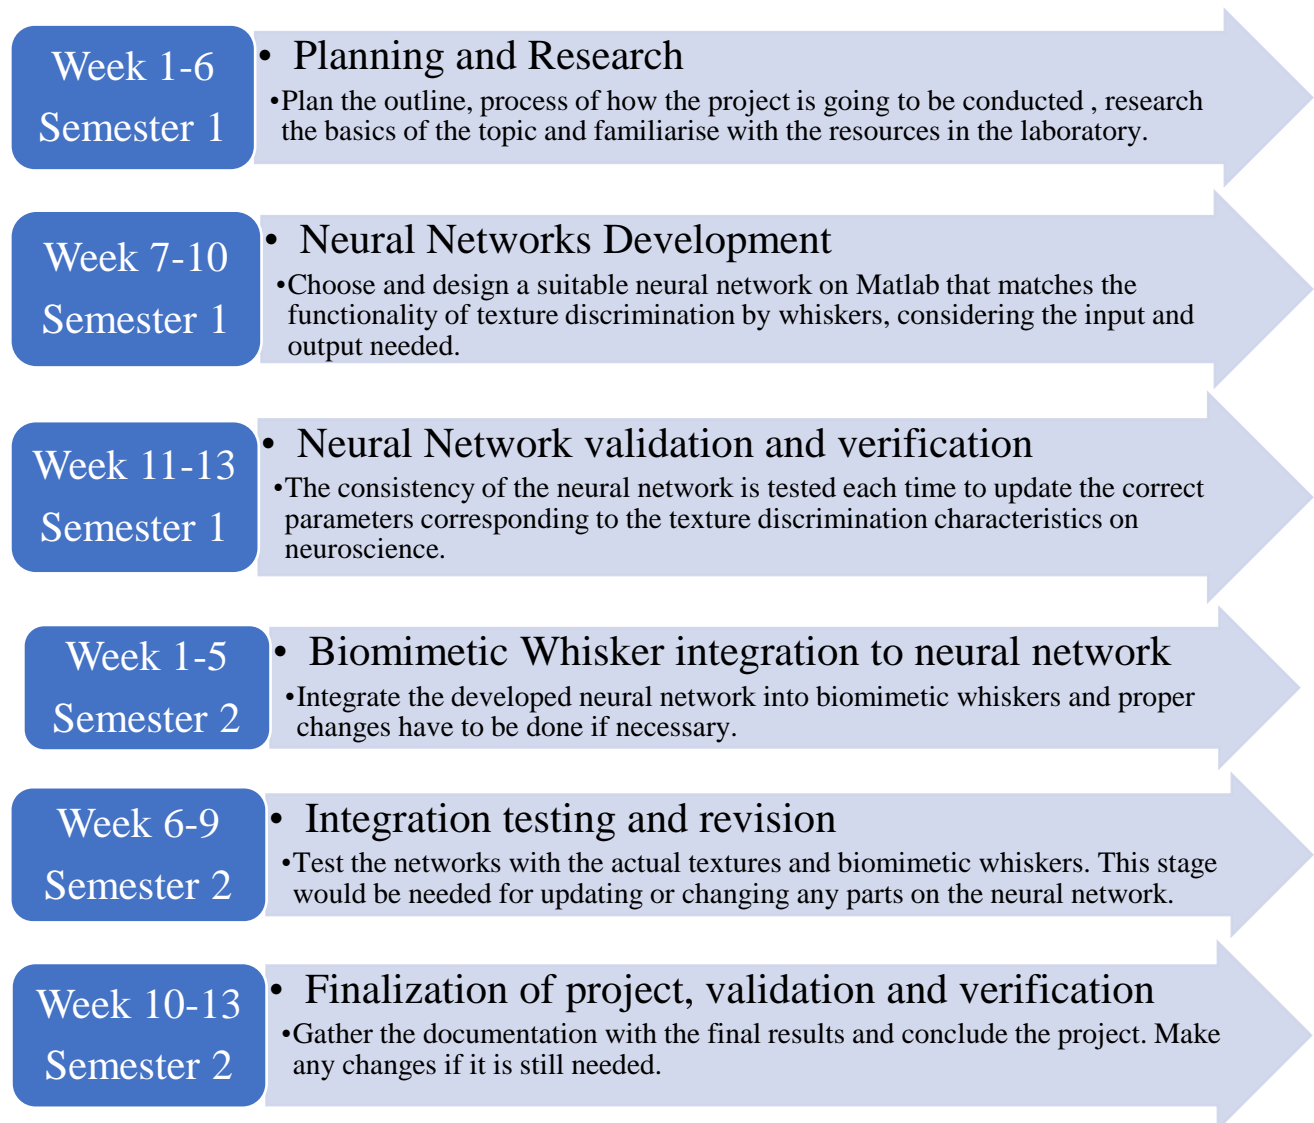 Week 1-6
Semester 1
• Planning and Research
•Plan the outline, process of how the project is going to be conducted , research
the basics of the topic and familiarise with the resources in the laboratory.
Week 7-10
Semester 1
• Neural Networks Development
•Choose and design a suitable neural network on Matlab that matches the
functionality of texture discrimination by whiskers, considering the input and
output needed.
Week 11-13
Semester 1
• Neural Network validation and verification
•The consistency of the neural network is tested each time to update the correct
parameters corresponding to the texture discrimination characteristics on
neuroscience.
Week 1-5
Semester 2
• Biomimetic Whisker integration to neural network
•Integrate the developed neural network into biomimetic whiskers and proper
changes have to be done if necessary.
Week 6-9
Semester 2
• Integration testing and revision
•Test the networks with the actual textures and biomimetic whiskers. This stage
would be needed for updating or changing any parts on the neural network.
Week 10-13
Semester 2
• Finalization of project, validation and verification
•Gather the documentation with the final results and conclude the project. Make
any changes if it is still needed.